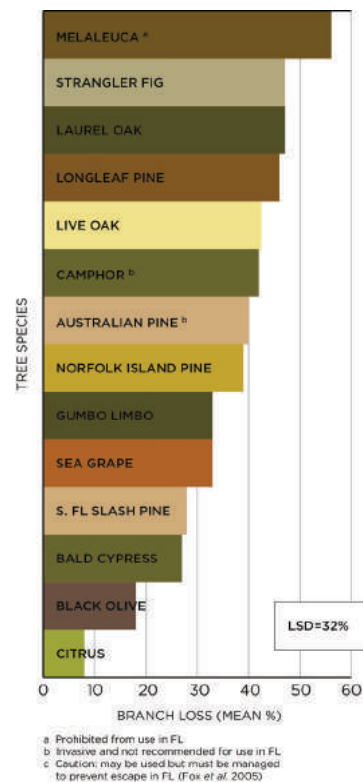 MELALEUCA a
STRANGLER FIG
LAUREL OAK
LONGLEAF PINE
LIVE OAK
CAMPHOR b
AUSTRALIAN PINE b
NORFOLK ISLAND PINE
GUMBO LIMBO
SEA GRAPE
S. FL SLASH PINE
BALD CYPRESS
BLACK OLIVE
CITRUS
TREE SPECIES
LSD=32%
0 10 20 30 40 50 60
BRANCH LOSS (MEAN %)
a Prohibited from use in FL
b Invasive and not recommended for use in FL
c Caution: may be used but must be managed
to prevent escape in FL (Fox et al. 2005)